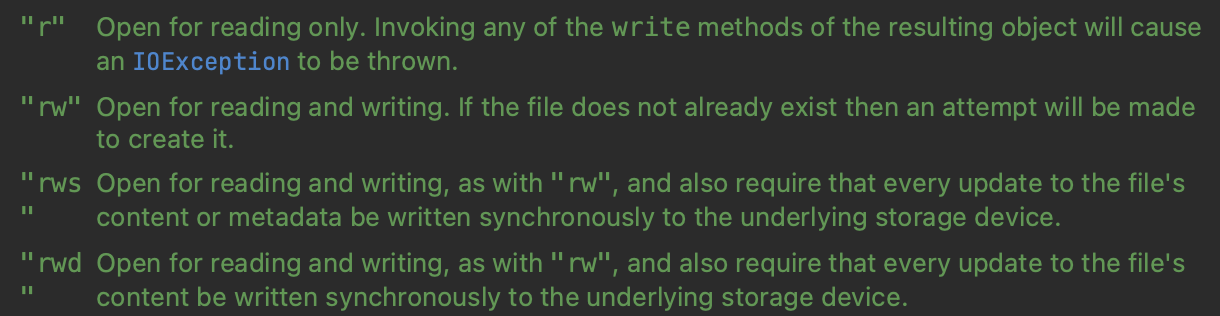 "r" Open for reading only. Invoking any of the write methods of the resulting object will cause
an IOException to be thrown.
"rw" Open for reading and writing. If the file does not already exist then an attempt will be made
to create it.
"rws Open for reading and writing, as with "rw", and also require that every update to the file's
" content or metadata be written synchronously to the underlying storage device.
"rwd Open for reading and writing, as with "rw", and also require that every update to the file's
" content be written synchronously to the underlying storage device.